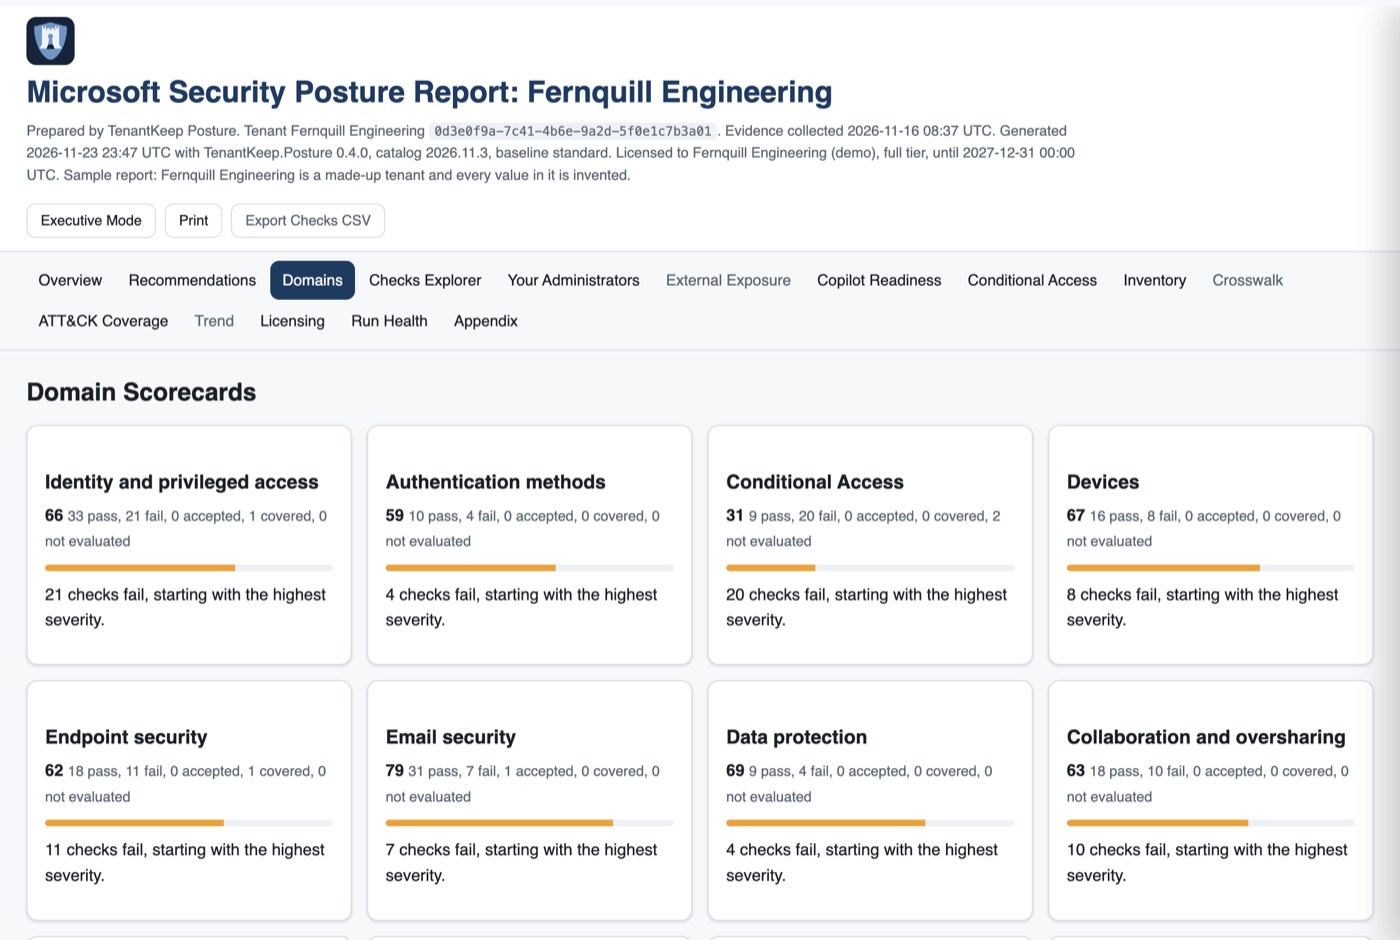 Microsoft Security Posture Report: Fernquill Engineering
Prepared by TenantKeep Posture. Tenant Fernquill Engineering 0d3e0f9a-7c41-4b6e-9a2d-5f0e1c7b3a01 . Evidence collected 2026-11-16 08:37 UTC. Generated
2026-11-23 23:47 UTC with TenantKeep.Posture 0.4.0, catalog 2026.11.3, baseline standard. Licensed to Fernquill Engineering (demo), full tier, until 2027-12-31 00:00
UTC. Sample report: Fernquill Engineering is a made-up tenant and every value in it is invented.
Executive Mode Print Export Checks CSV
Overview Recommendations Domains Checks Explorer Your Administrators External Exposure Copilot Readiness Conditional Access Inventory Crosswalk
ATT&CK Coverage Trend Licensing Run Health Appendix
Domain Scorecards
Identity and privileged access
66 33 pass, 21 fail, 0 accepted, 1 covered, 0
not evaluated
21 checks fail, starting with the highest
severity.
Authentication methods
59 10 pass, 4 fail, 0 accepted, 0 covered, 0
not evaluated
4 checks fail, starting with the highest
severity.
Conditional Access
31 9 pass, 20 fail, 0 accepted, 0 covered, 2
not evaluated
20 checks fail, starting with the highest
severity.
Devices
67 16 pass, 8 fail, 0 accepted, 0 covered, 0
not evaluated
8 checks fail, starting with the highest
severity.
Endpoint security
62 18 pass, 11 fail, 0 accepted, 1 covered, 0
not evaluated
11 checks fail, starting with the highest
severity.
Email security
79 31 pass, 7 fail, 1 accepted, 0 covered, 0
not evaluated
7 checks fail, starting with the highest
severity.
Data protection
69 9 pass, 4 fail, 0 accepted, 0 covered, 0
not evaluated
4 checks fail, starting with the highest
severity.
Collaboration and oversharing
63 18 pass, 10 fail, 0 accepted, 0 covered, 0
not evaluated
10 checks fail, starting with the highest
severity.